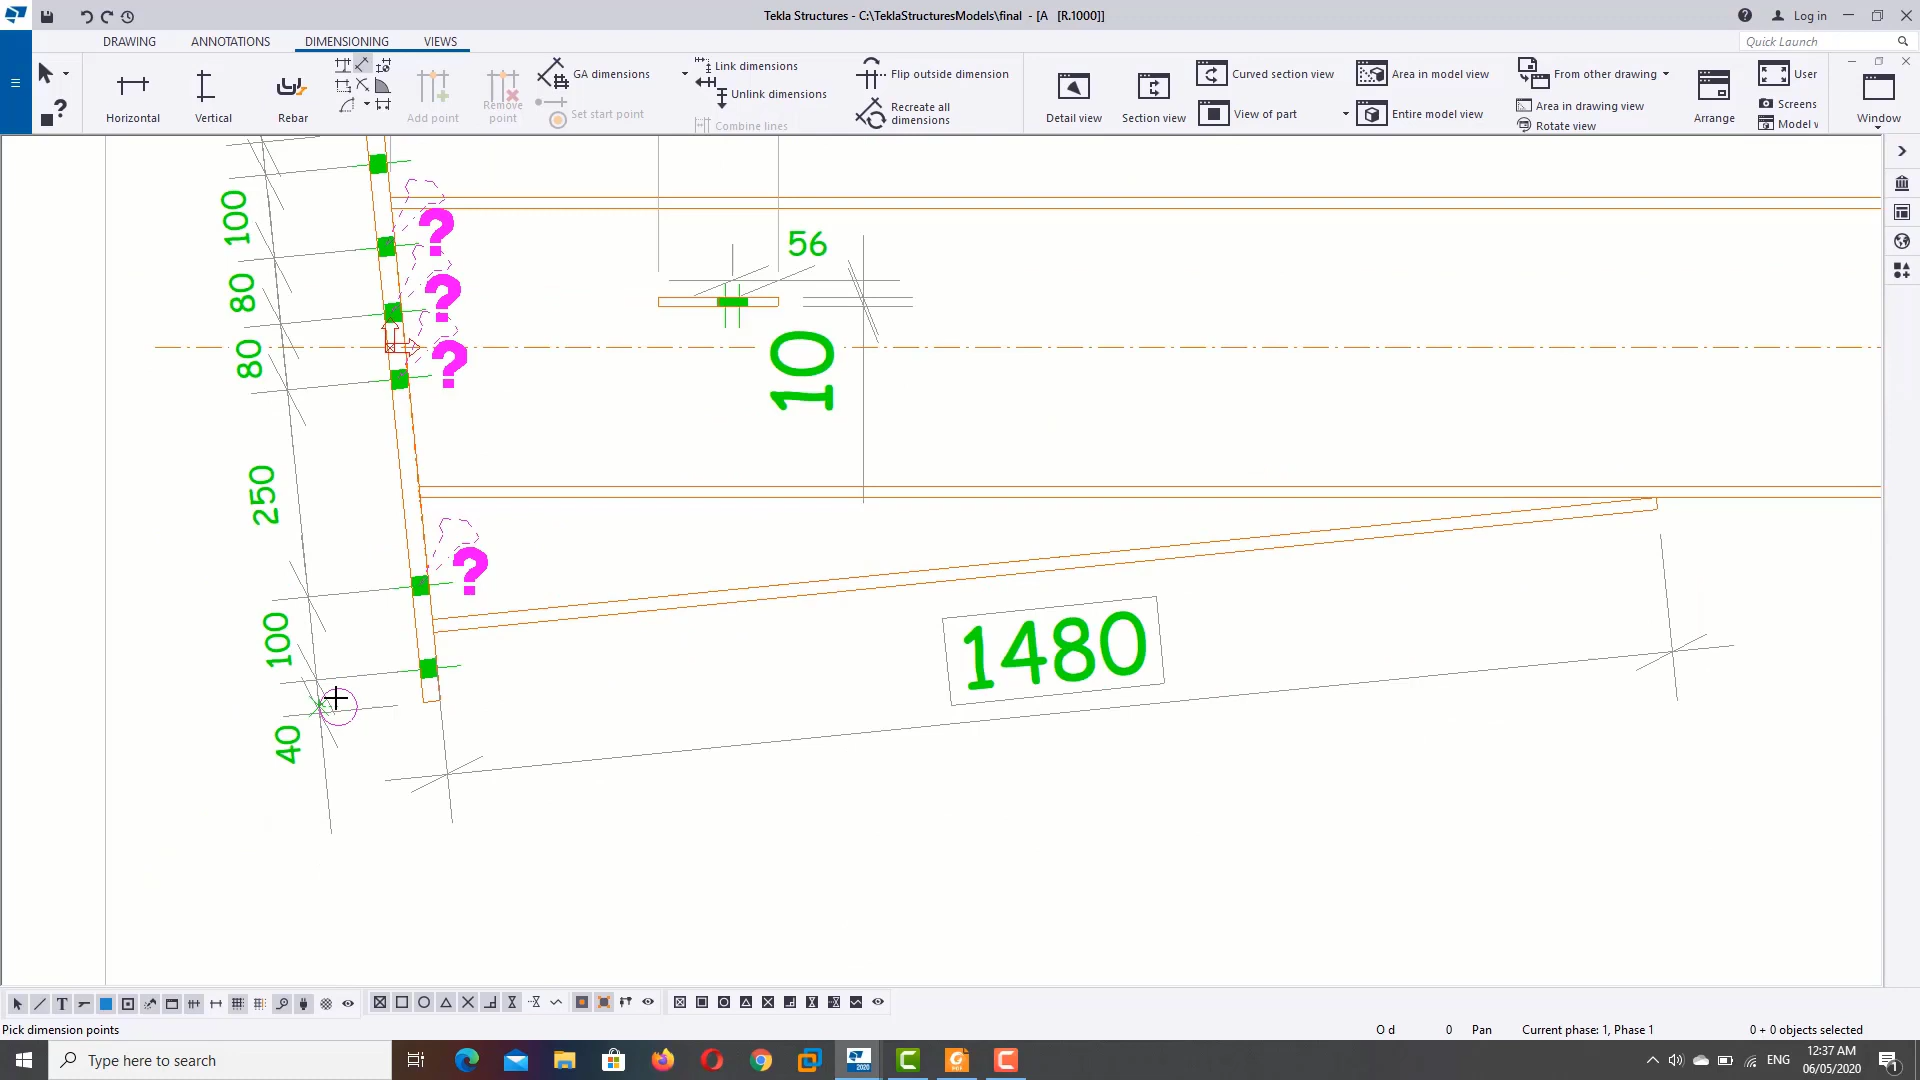 Tekla Structures - C:\TeklaStructuresModels\final - [A [R.1000]]
Log in
DRAWING
ANNOTATIONS
DIMENSIONING
VIEWS
Quick Launch
Horizontal
Vertical
Rebar
Add point
Remove point
GA dimensions
Set start point
Link dimensions
Unlink dimensions
Combine lines
Flip outside dimension
Recreate all dimensions
Detail view
Section view
Curved section view
View of part
Area in model view
Entire model view
From other drawing
Area in drawing view
Rotate view
Arrange
User
Screens
Model v
Window
100
80
80
250
100
40
?
?
?
?
56
10
1480
Pick dimension points
O d
0
Pan
Current phase: 1, Phase 1
0 + 0 objects selected
Type here to search
2020
ENG
12:37 AM
06/05/2020
1